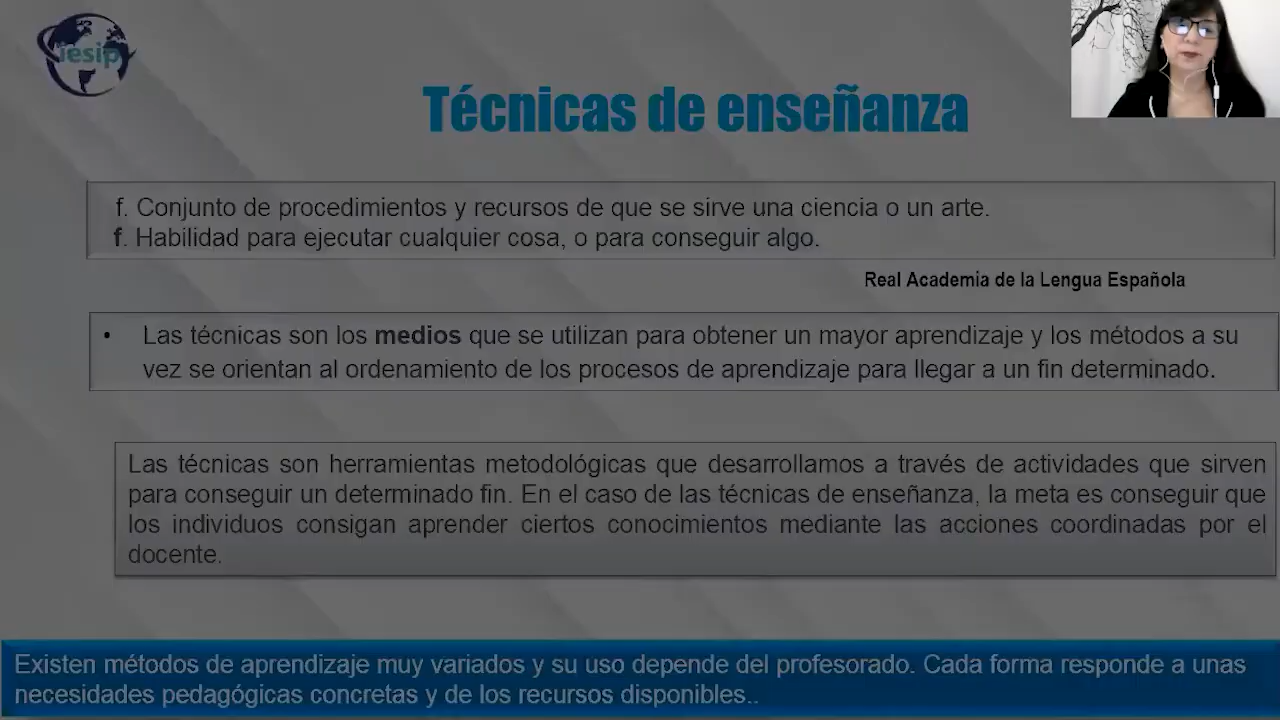 iesip
Técnicas de enseñanza
f. Conjunto de procedimientos y recursos de que se sirve una ciencia o un arte.
f. Habilidad para ejecutar cualquier cosa, o para conseguir algo.
Real Academia de la Lengua Española
• Las técnicas son los medios que se utilizan para obtener un mayor aprendizaje y los métodos a su
vez se orientan al ordenamiento de los procesos de aprendizaje para llegar a un fin determinado.
Las técnicas son herramientas metodológicas que desarrollamos a través de actividades que sirven
para conseguir un determinado fin. En el caso de las técnicas de enseñanza, la meta es conseguir que
los individuos consigan aprender ciertos conocimientos mediante las acciones coordinadas por el
docente.
Existen métodos de aprendizaje muy variados y su uso depende del profesorado. Cada forma responde a unas
necesidades pedagógicas concretas y de los recursos disponibles..